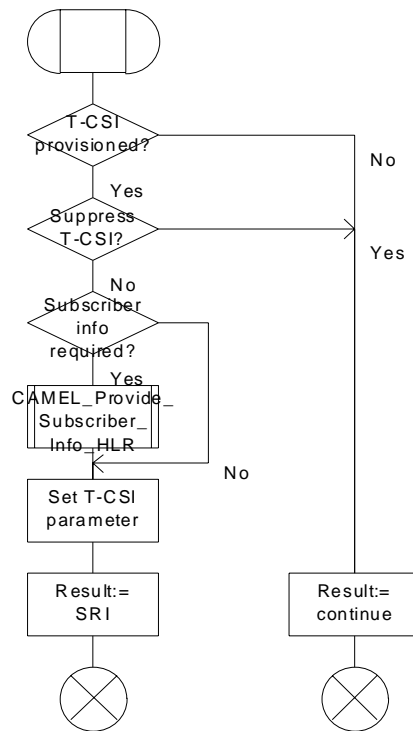 T-CSI
provisioned?
No
Yes
Suppress
T-CSI?
Yes
No
Subscriber
info
required?
Yes
CAMEL_Provide_
Subscriber_
Info_HLR
No
Set T-CSI
parameter
Result:=
SRI
Result:=
continue